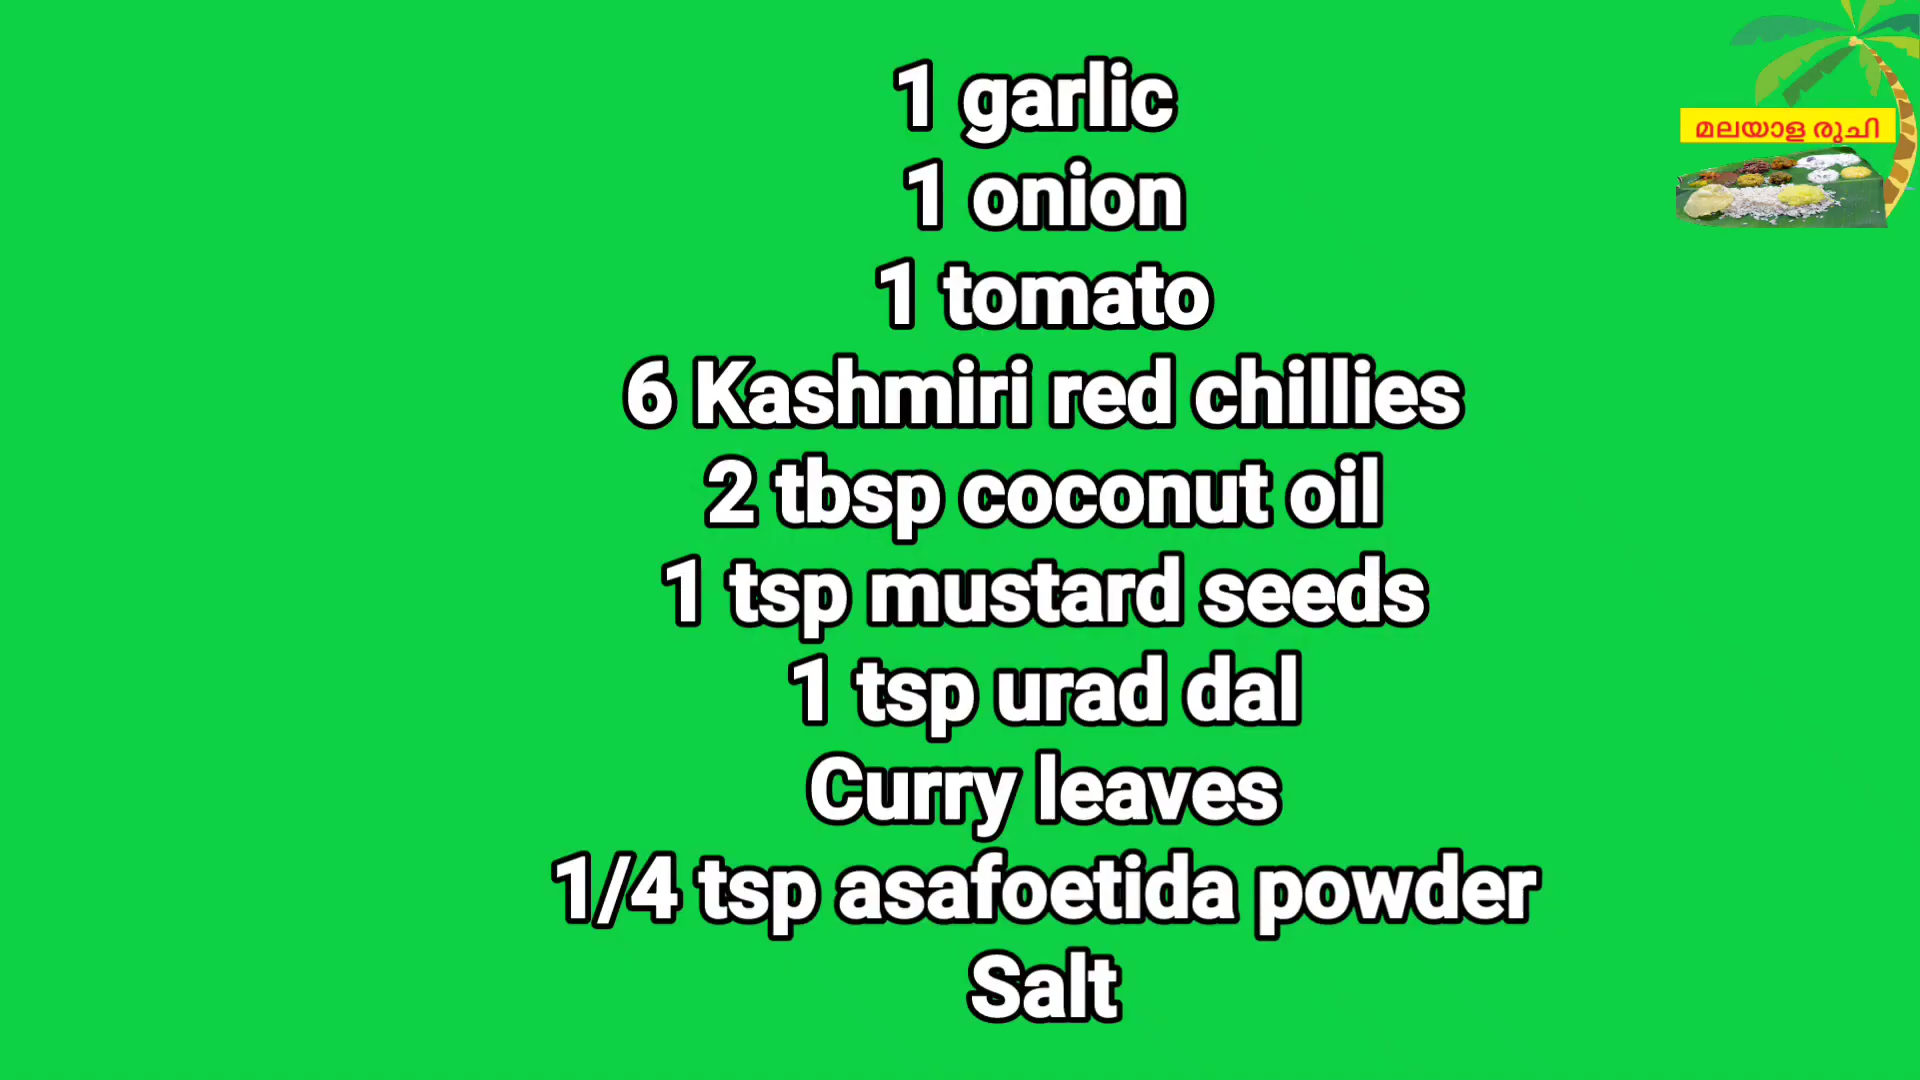 1 garlic
1 onion
1 tomato
6 Kashmiri red chillies
2 tbsp coconut oil
1 tsp mustard seeds
1 tsp urad dal
Curry leaves
1/4 tsp asafoetida powder
Salt
മലയാള രുചി